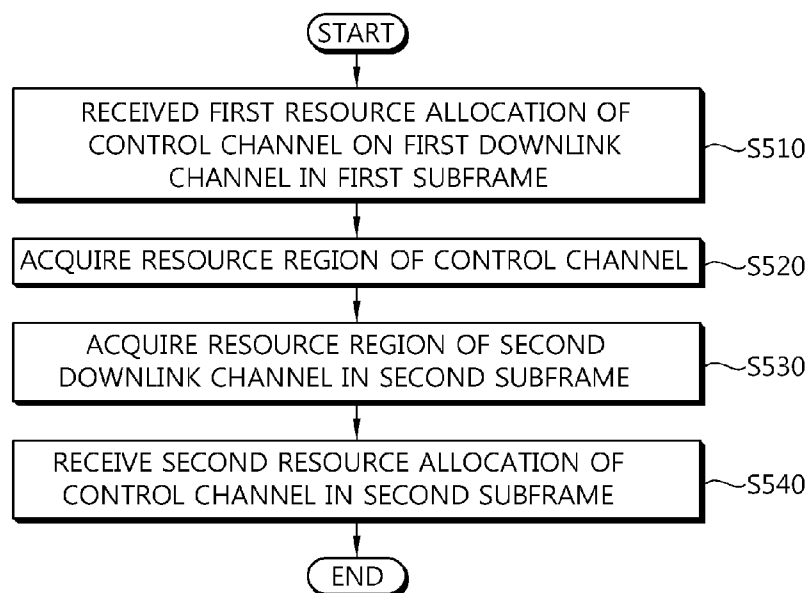 START
RECEIVED FIRST RESOURCE ALLOCATION OF
CONTROL CHANNEL ON FIRST DOWNLINK
CHANNEL IN FIRST SUBFRAME
S510
ACQUIRE RESOURCE REGION OF CONTROL CHANNEL
S520
ACQUIRE RESOURCE REGION OF SECOND
DOWNLINK CHANNEL IN SECOND SUBFRAME
S530
RECEIVE SECOND RESOURCE ALLOCATION OF
CONTROL CHANNEL IN SECOND SUBFRAME
S540
END